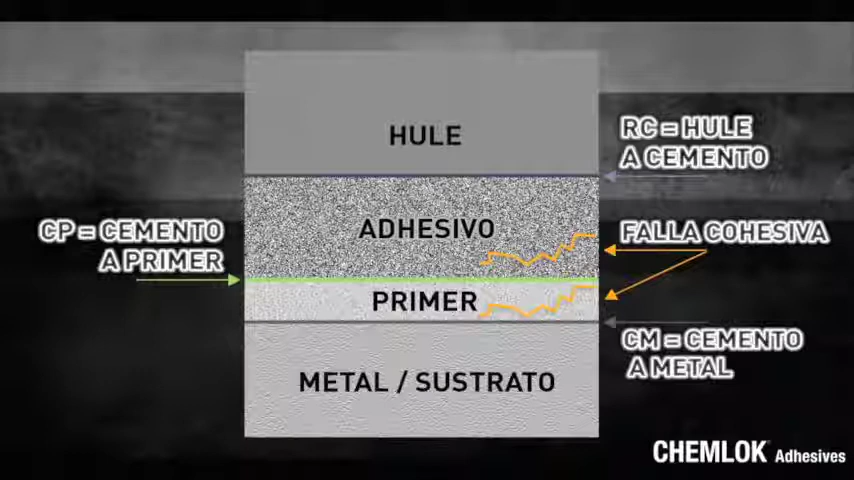 HULE
RC = HULE
A CEMENTO
ADHESIVO
FALLA COHESIVA
CP = CEMENTO
A PRIMER
PRIMER
CM = CEMENTO
A METAL
METAL / SUSTRATO
CHEMLOK Adhesives